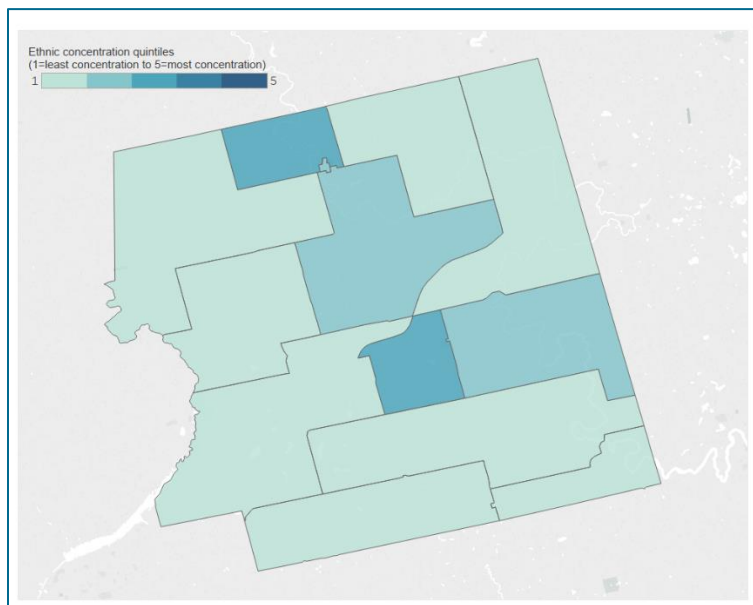 Ethnic concentration quintiles
(1=least concentration to 5=most concentration)
1 5